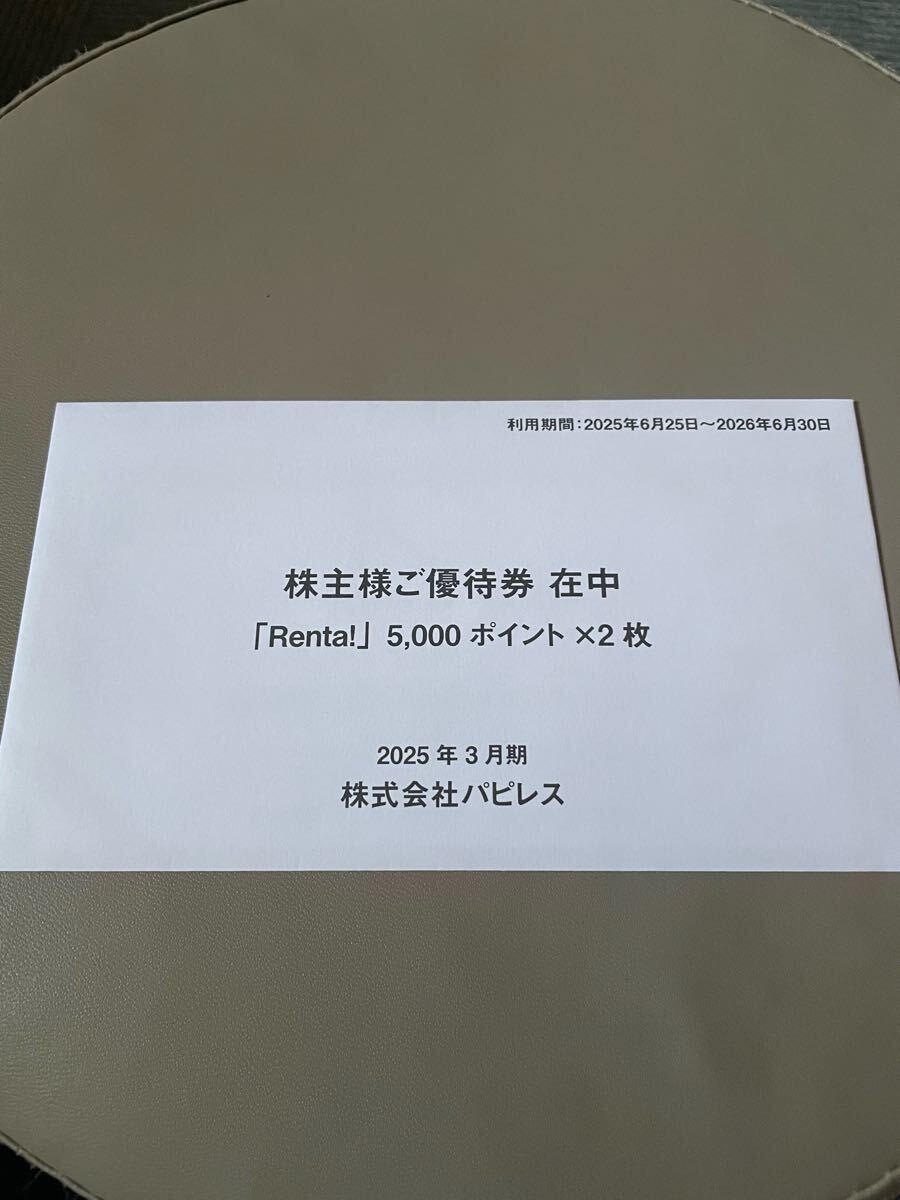 利用期間：2025年6月25日～2026年6月30日
株主様ご優待券 在中
「Renta!」 5,000 ポイント ×2 枚
2025 年 3 月期
株式会社パピレス